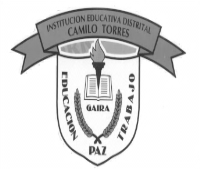 INSTITUCION EDUCATIVA DISTRITAL
CAMILO TORRES
GAIRA
EDUCACION
PAZ
TRABAJO